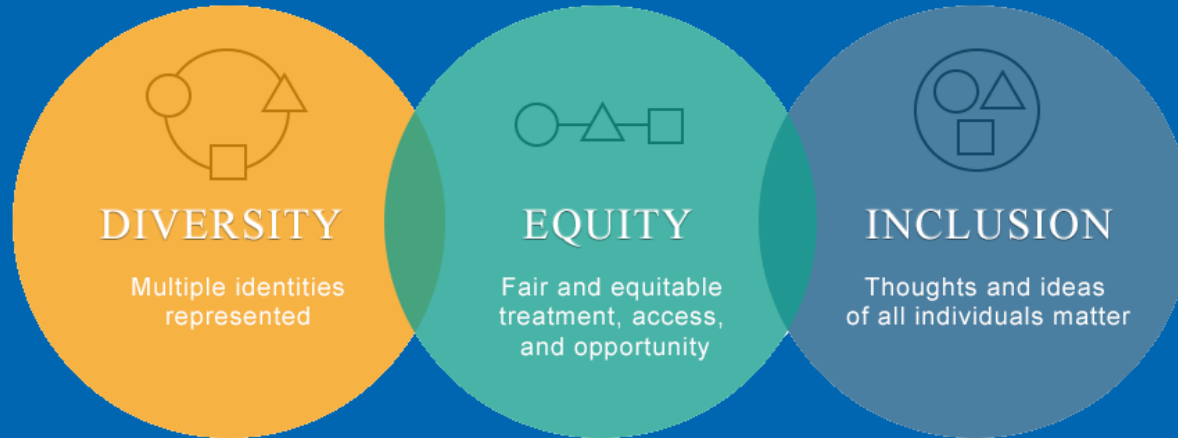 DIVERSITY
Multiple identities
represented
EQUITY
Fair and equitable
treatment, access,
and opportunity
INCLUSION
Thoughts and ideas
of all individuals matter